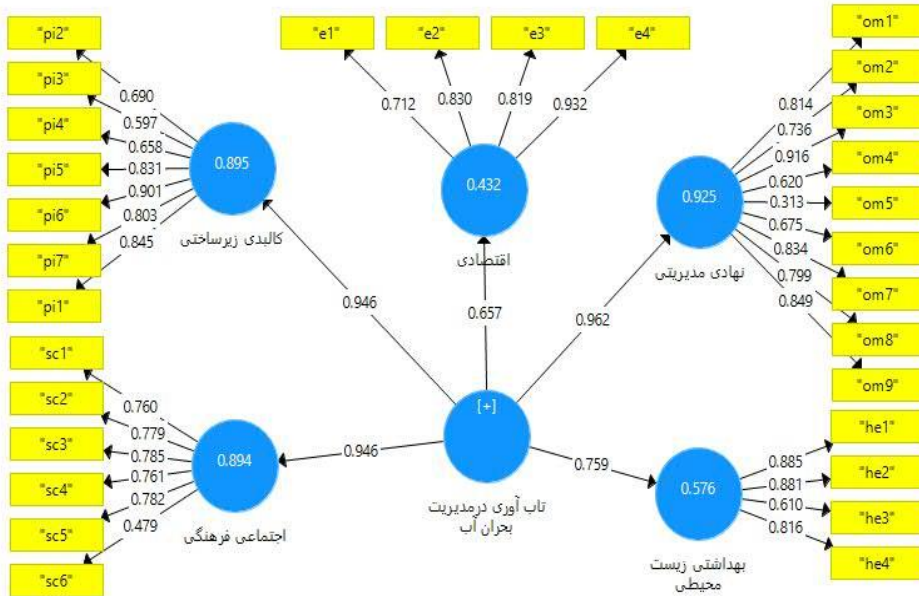 "pi2"
"pi3"
"pi4"
"pi5"
"pi6"
"pi7"
"pi1"
0.690
0.597
0.658
0.831
0.901
0.803
0.845
0.895
کالبدی زیرساختی
"e1"
"e2"
"e3"
"e4"
0.712
0.830
0.819
0.932
0.432
اقتصادی
"om1"
"om2"
"om3"
"om4"
"om5"
"om6"
"om7"
"om8"
"om9"
0.814
0.736
0.916
0.620
0.313
0.675
0.834
0.799
0.849
0.925
نهادی مدیریتی
0.946
0.657
0.962
"sc1"
"sc2"
"sc3"
"sc4"
"sc5"
"sc6"
0.760
0.779
0.785
0.761
0.782
0.479
0.894
اجتماعی فرهنگی
0.946
[+]
تاب آوری درمدیریت
بحران آب
0.759
0.576
بهداشتی زیست
محیطی
0.885
0.881
0.610
0.816
"he1"
"he2"
"he3"
"he4"